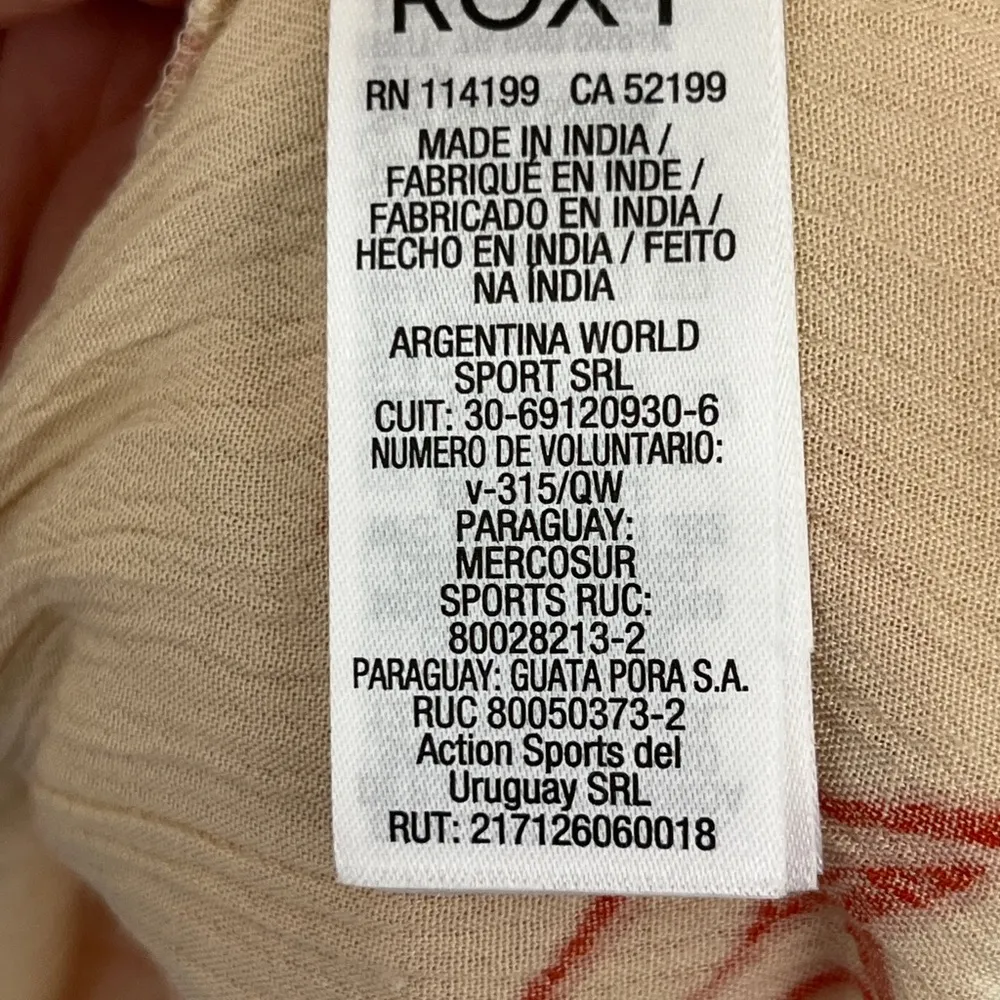 ROXY
RN 114199 CA 52199
MADE IN INDIA /
FABRIQUÉ EN INDE /
FABRICADO EN INDIA /
HECHO EN INDIA / FEITO
NA ÍNDIA
ARGENTINA WORLD
SPORT SRL
CUIT: 30-69120930-6
NUMERO DE VOLUNTARIO:
v-315/QW
PARAGUAY:
MERCOSUR
SPORTS RUC:
80028213-2
PARAGUAY: GUATA PORA S.A.
RUC 80050373-2
Action Sports del
Uruguay SRL
RUT: 217126060018